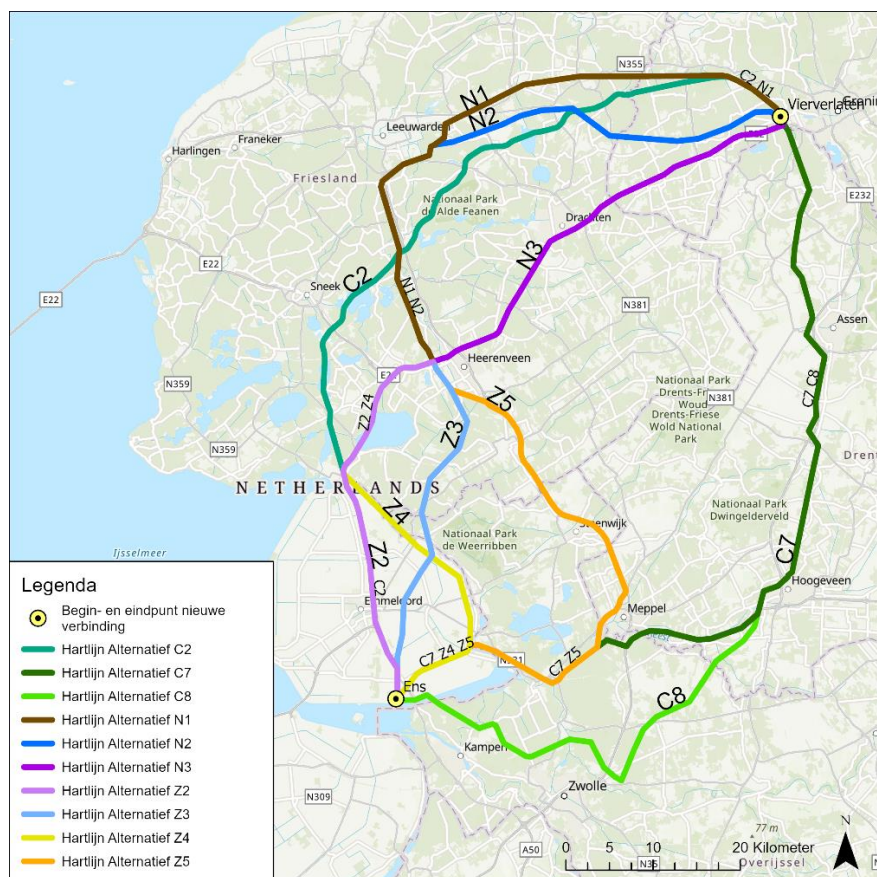 N355
C2 N1
Vierverlaten
N1
N2
Leeuwarden
Franeker
Harlingen
Friesland
Nationaal Park
de Alde Feanen
E232
Drachten
E22
N3
C2
Sneek
E22
N1 N2
N381
Assen
Heerenveen
N359
Z2 Z4
Z5
Z3
C7 C8
Nationaal Park
Drents-Friese
Wold National
Park
N381
N359
NETHERLANDS
Z4
Nationaal Park
Dwingelderveld
Nationaal Park
de Weerribben
Ijsselmeer
Z2
C2
C7
Hoogeveen
Meppel
C7 Z4 Z5
C7 Z5
Ens
C8
Kampen
Zwolle
N309
A50
N35
77 m
Overijssel
N
0 5 10 20 Kilometer
Legenda
Begin- en eindpunt nieuwe
verbinding
Hartlijn Alternatief C2
Hartlijn Alternatief C7
Hartlijn Alternatief C8
Hartlijn Alternatief N1
Hartlijn Alternatief N2
Hartlijn Alternatief N3
Hartlijn Alternatief Z2
Hartlijn Alternatief Z3
Hartlijn Alternatief Z4
Hartlijn Alternatief Z5